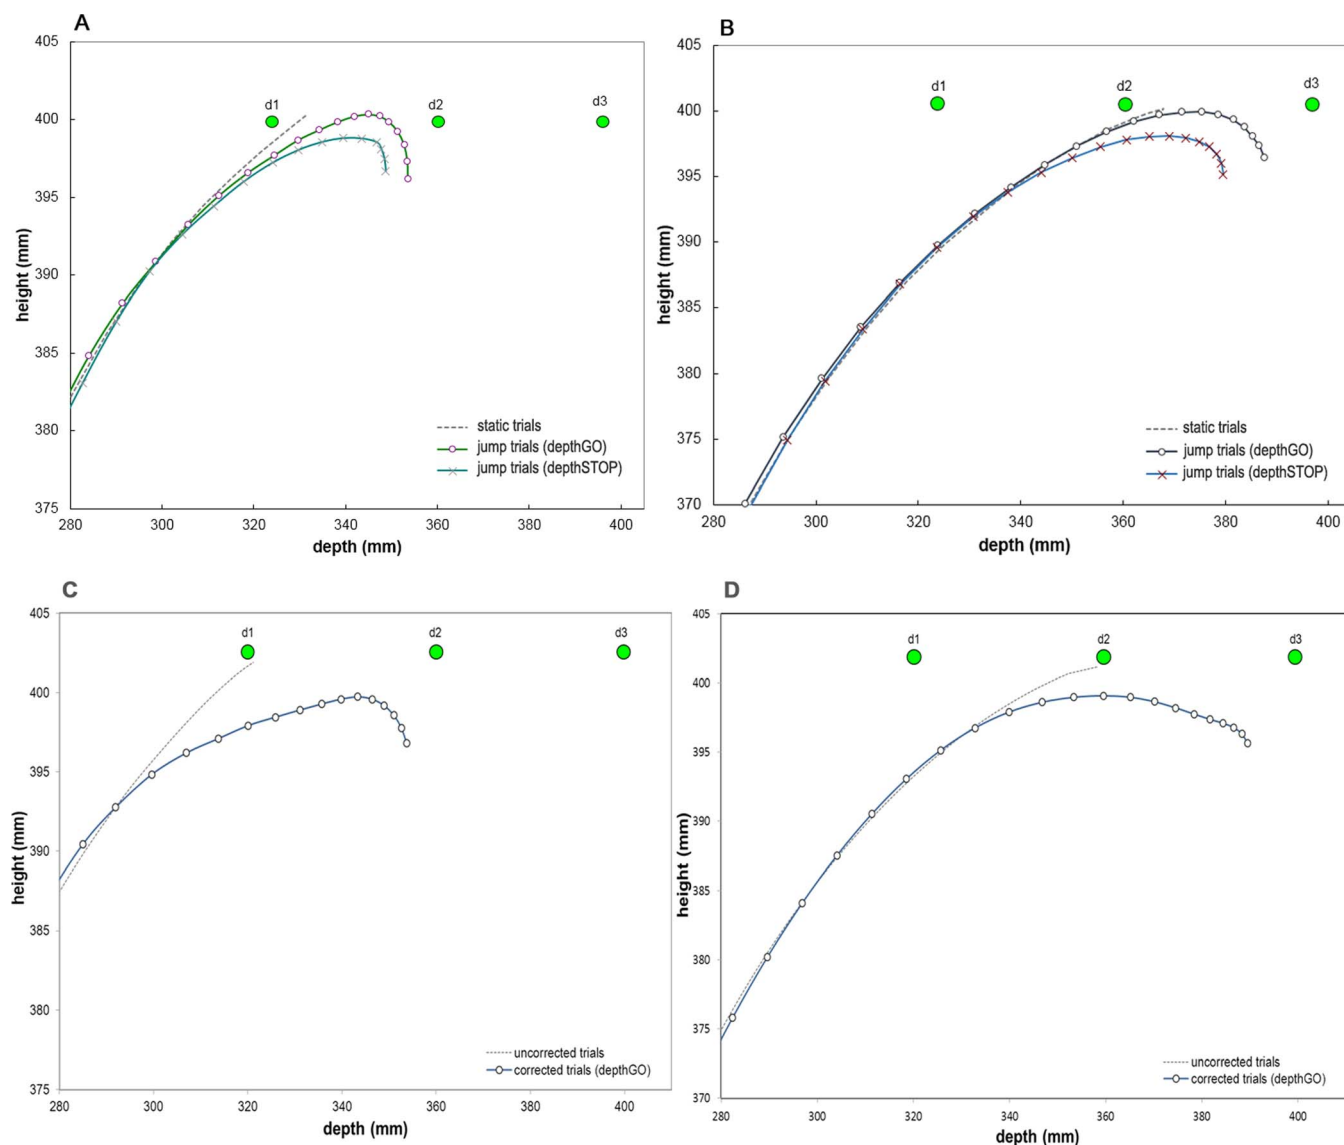 A
405
400
395
390
385
380
375
280
300
320
340
360
380
400
height (mm)
depth (mm)
d1
d2
d3
static trials
jump trials (depthGO)
jump trials (depthSTOP)
B
405
400
395
390
385
380
375
370
280
300
320
340
360
380
400
height (mm)
depth (mm)
d1
d2
d3
static trials
jump trials (depthGO)
jump trials (depthSTOP)
C
405
400
395
390
385
380
375
280
300
320
340
360
380
400
height (mm)
depth (mm)
d1
d2
d3
uncorrected trials
corrected trials (depthGO)
D
405
400
395
390
385
380
375
370
280
300
320
340
360
380
400
height (mm)
depth (mm)
d1
d2
d3
uncorrected trials
corrected trials (depthGO)